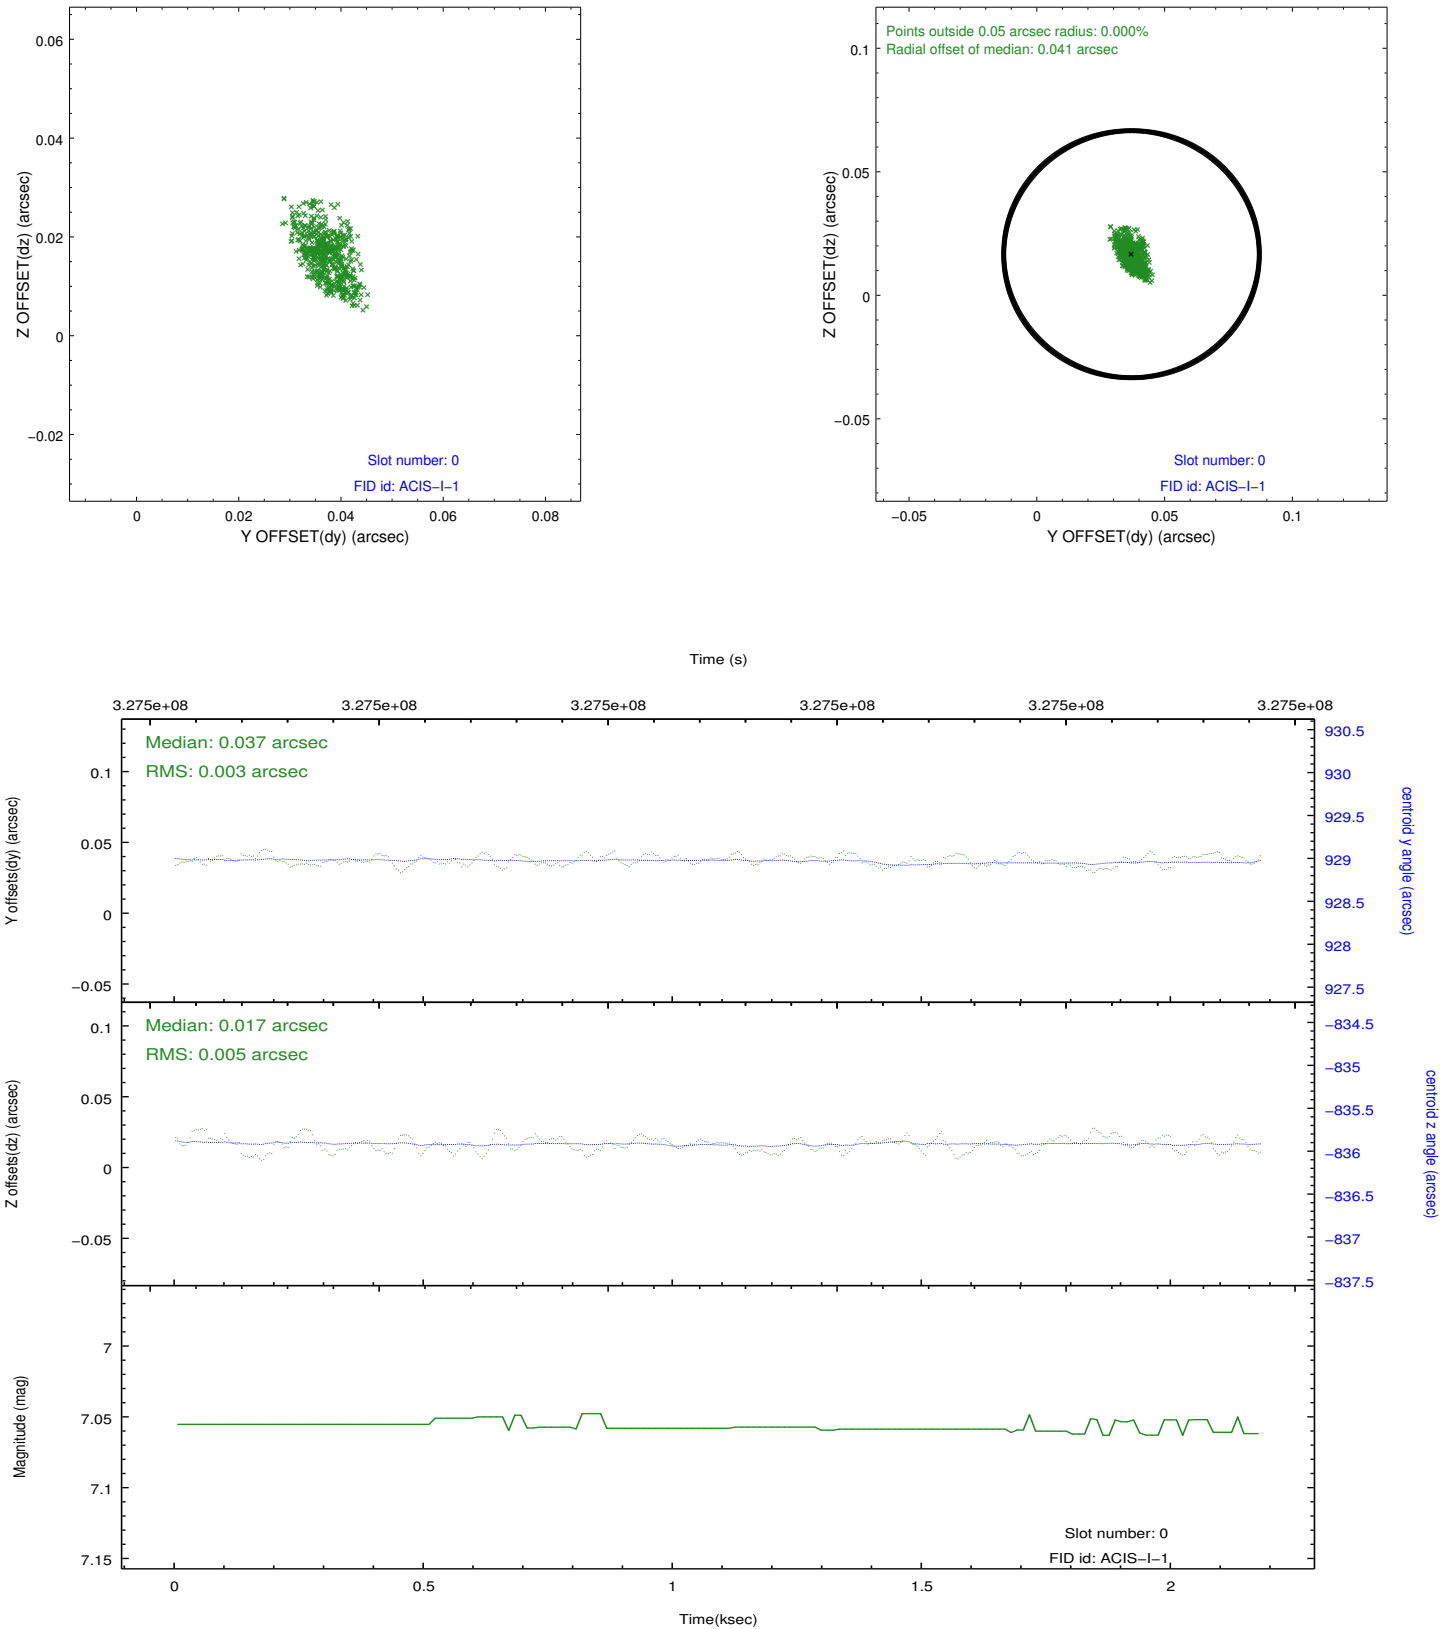 0.06
0.04
0.02
0
−0.02
Z OFFSET(dz) (arcsec)
Slot number: 0
FID id: ACIS−I−1
0
0.02
0.04
0.06
0.08
Y OFFSET(dy) (arcsec)
Points outside 0.05 arcsec radius: 0.000%
Radial offset of median: 0.041 arcsec
0.1
0.05
0
−0.05
Z OFFSET(dz) (arcsec)
Slot number: 0
FID id: ACIS−I−1
−0.05
0
0.05
0.1
Y OFFSET(dy) (arcsec)
Time (s)
3.275e+08
3.275e+08
3.275e+08
3.275e+08
3.275e+08
3.275e+08
Median: 0.037 arcsec
RMS: 0.003 arcsec
0.1
0.05
0
−0.05
Y offsets(dy) (arcsec)
930.5
930
929.5
929
928.5
928
927.5
centroid y angle (arcsec)
Median: 0.017 arcsec
RMS: 0.005 arcsec
0.1
0.05
0
−0.05
Z offsets(dz) (arcsec)
−834.5
−835
−835.5
−836
−836.5
−837
−837.5
centroid z angle (arcsec)
7
7.05
7.1
7.15
Magnitude (mag)
Slot number: 0
FID id: ACIS−I−1
0
0.5
1
1.5
2
Time(ksec)